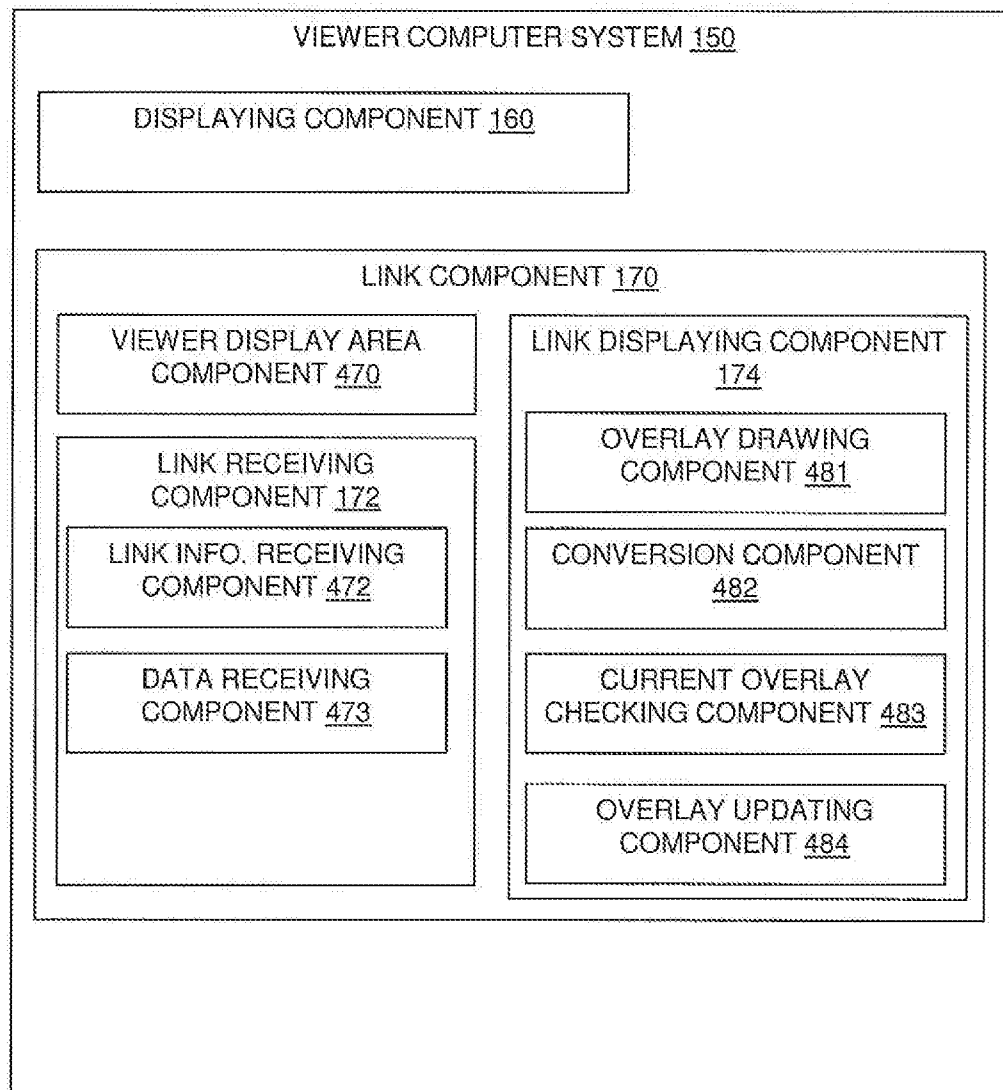 VIEWER COMPUTER SYSTEM 150
DISPLAYING COMPONENT 160
LINK COMPONENT 170
VIEWER DISPLAY AREA
COMPONENT 470
LINK RECEIVING
COMPONENT 172
LINK INFO. RECEIVING
COMPONENT 472
DATA RECEIVING
COMPONENT 473
LINK DISPLAYING COMPONENT
174
OVERLAY DRAWING
COMPONENT 481
CONVERSION COMPONENT
482
CURRENT OVERLAY
CHECKING COMPONENT 483
OVERLAY UPDATING
COMPONENT 484